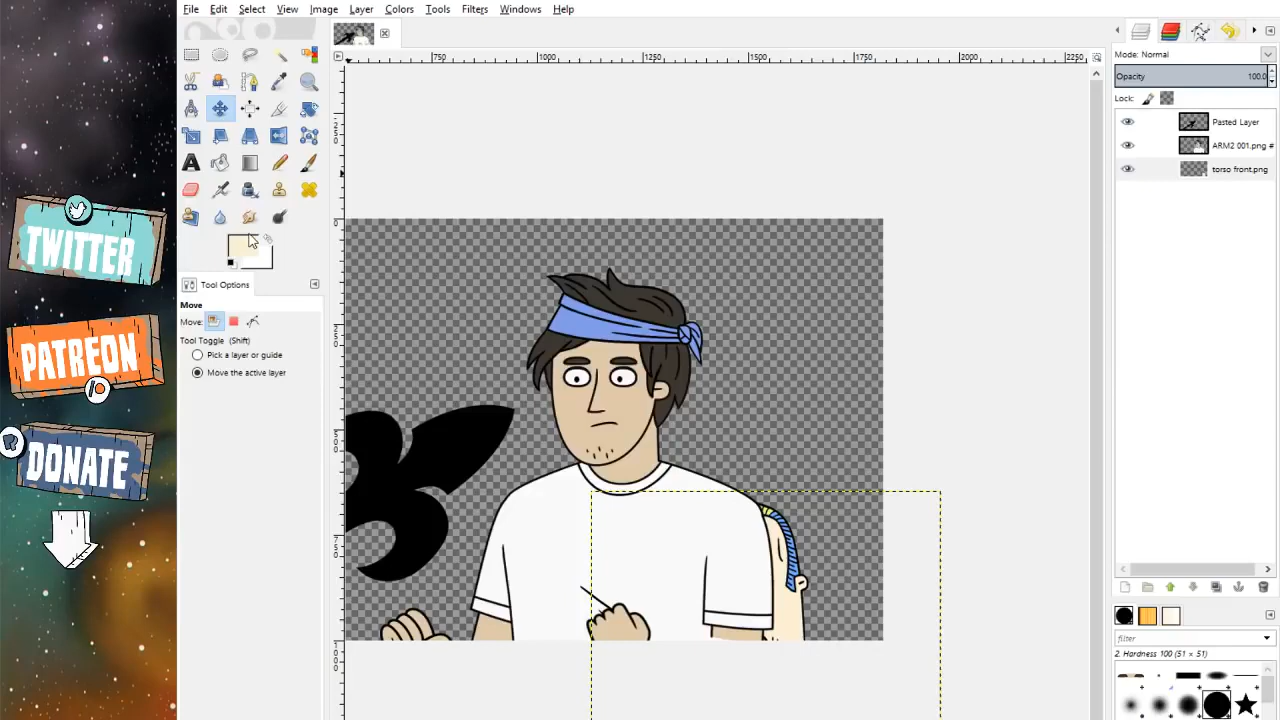 File Edit Select View Image Layer Colors Tools Filters Windows Help
750 1000 1250 1500 1750 2000 2250
Tool Options
Move
Move:
Tool Toggle (Shift)
Pick a layer or guide
Move the active layer
TWITTER
PATREON
DONATE
Mode: Normal
Opacity 100.0
Lock:
Pasted Layer
ARM2 001.png #
torso front.png
filter
2. Hardness 100 (51 × 51)